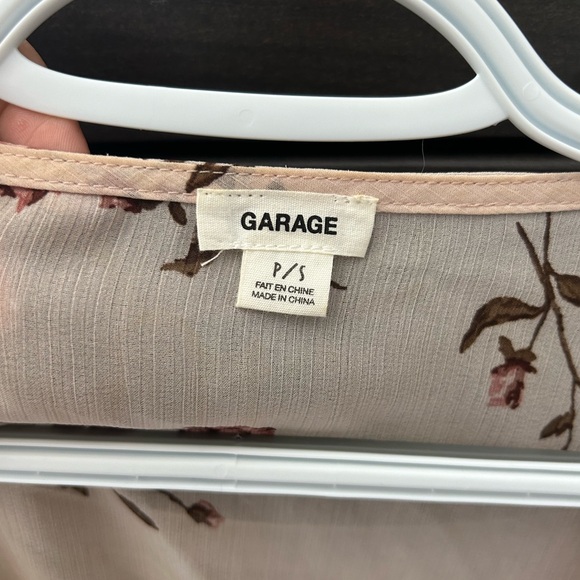 GARAGE
P/S
FAIT EN CHINE
MADE IN CHINA